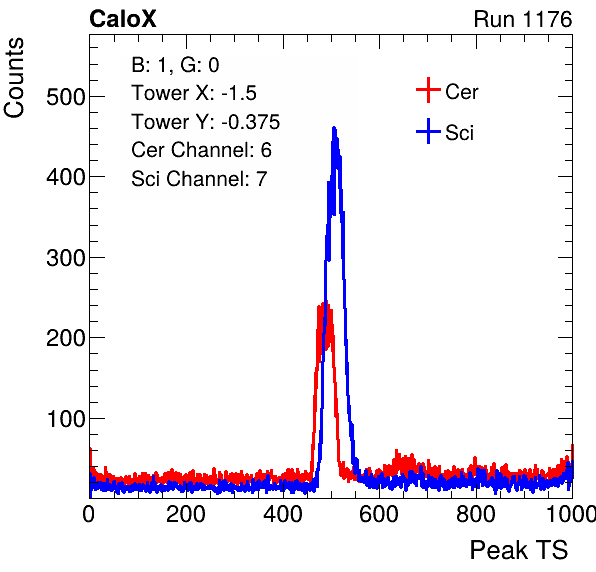 CaloX Run 1176
Counts
B: 1, G: 0
Tower X: -1.5
Tower Y: -0.375
Cer Channel: 6
Sci Channel: 7
Cer
Sci
500
400
300
200
100
0 200 400 600 800 1000
Peak TS